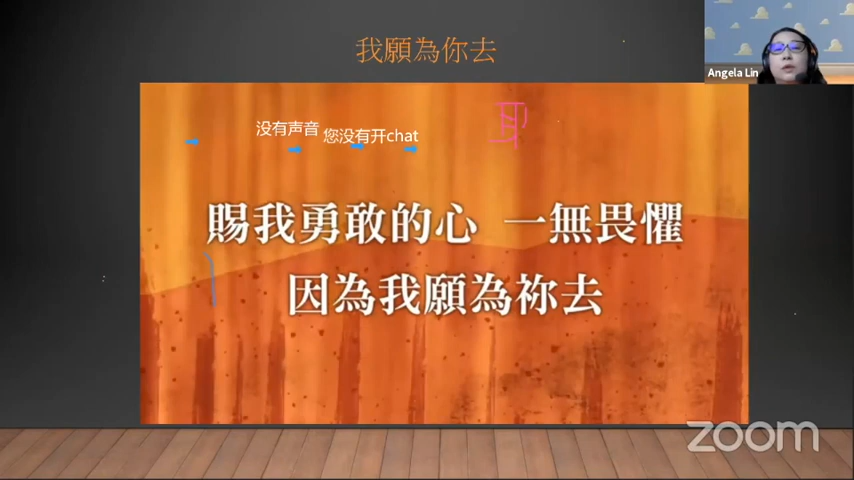 我願為你去
Angela Lin
没有声音
您没有开chat
賜我勇敢的心 一無畏懼
因為我願為祢去
zoom